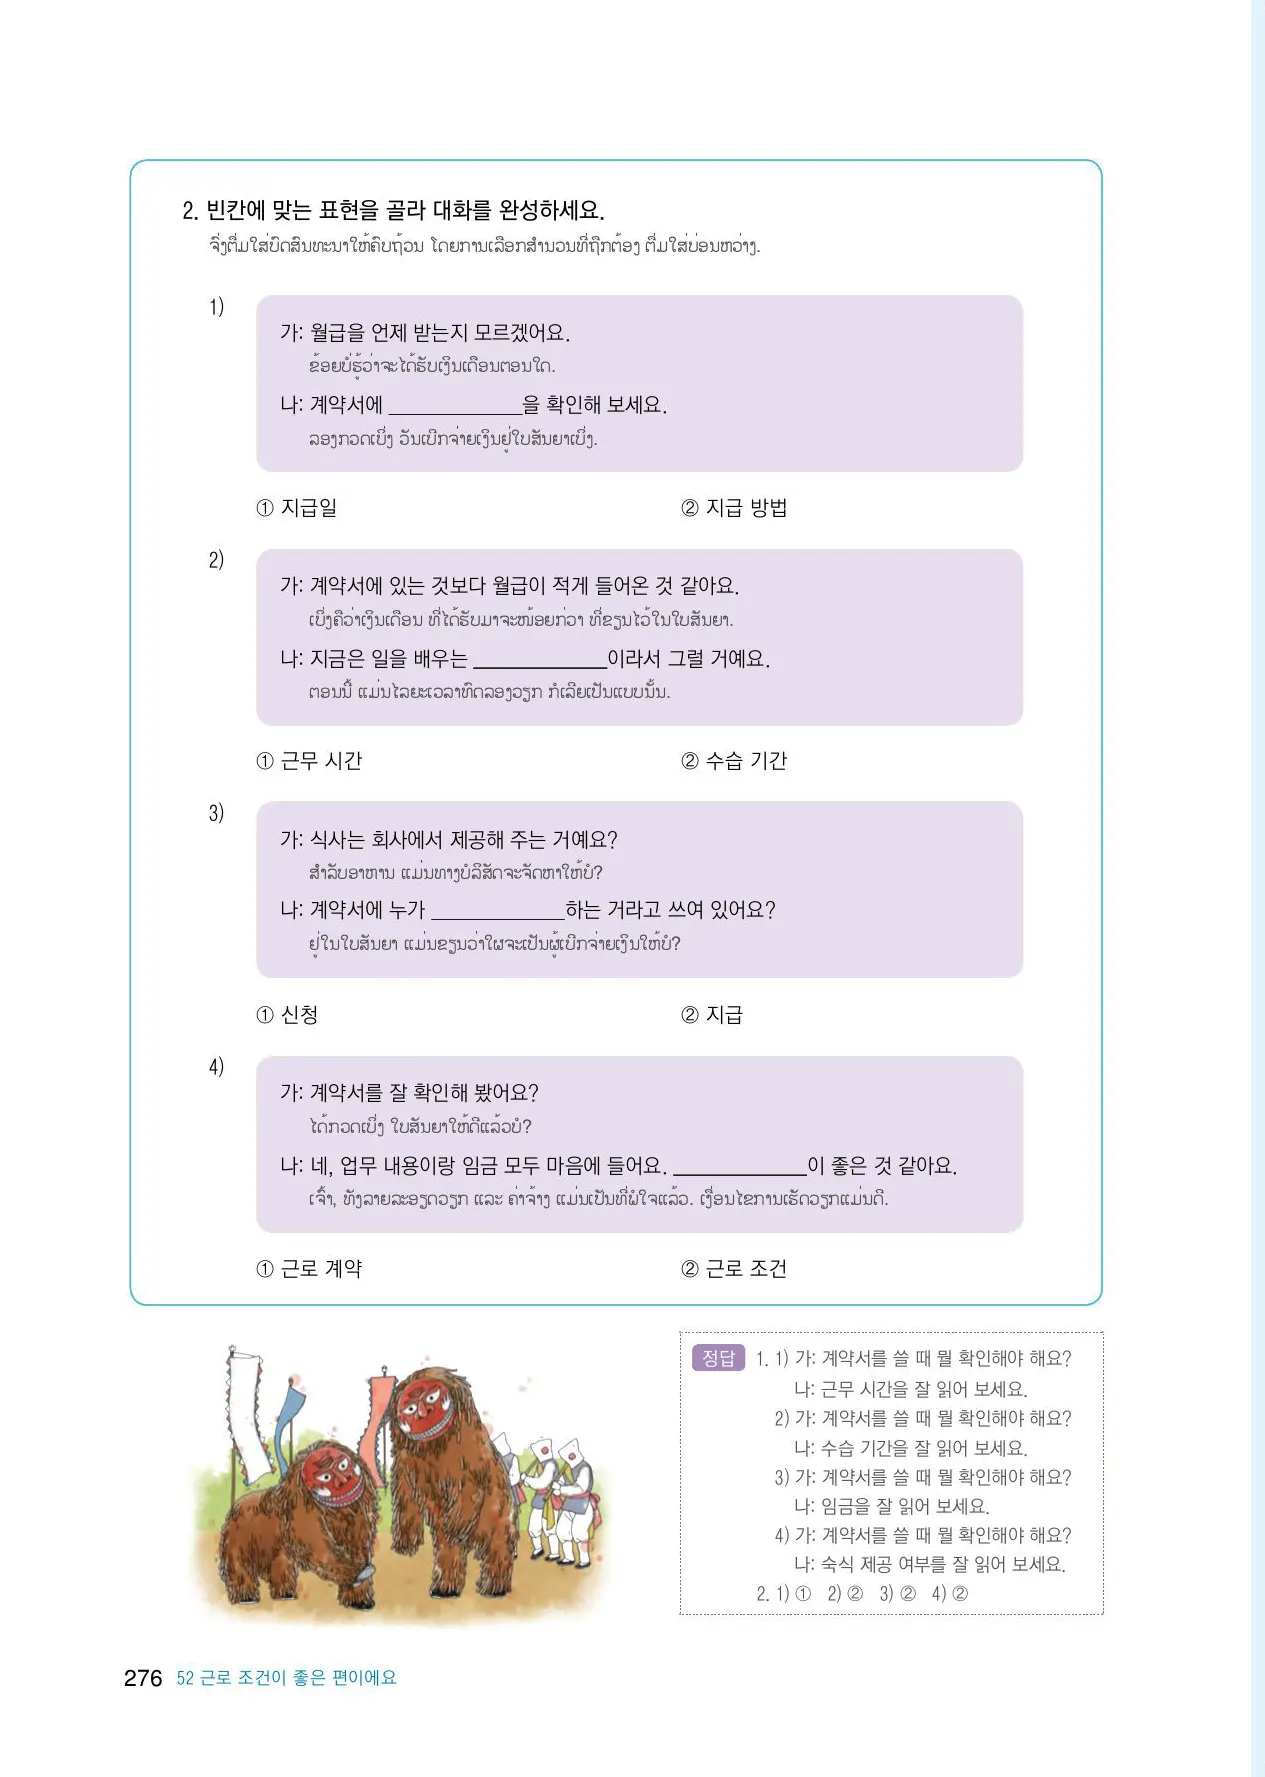 2. 빈칸에 맞는 표현을 골라 대화를 완성하세요.
ຈົ່ງຕື່ມໃສ່ບົດສົນທະນາໃຫ້ຄົບຖ້ວນ ໂດຍການເລືອກສຳນວນທີ່ຖືກຕ້ອງ ຕື່ມໃສ່ບ່ອນຫວ່າງ.
1)
가: 월급을 언제 받는지 모르겠어요.
ຂ້ອຍບໍ່ຮູ້ວ່າຈະໄດ້ຮັບເງິນເດືອນຕອນໃດ.
나: 계약서에 ____________을 확인해 보세요.
ລອງກວດເບິ່ງ ວັນເບີກຈ່າຍເງິນຢູ່ໃບສັນຍາເບິ່ງ.
① 지급일 ② 지급 방법
2)
가: 계약서에 있는 것보다 월급이 적게 들어온 것 같아요.
ເບິ່ງຄືວ່າເງິນເດືອນ ທີ່ໄດ້ຮັບມາຈະໜ້ອຍກ່ວາ ທີ່ຂຽນໄວ້ໃນໃບສັນຍາ.
나: 지금은 일을 배우는 ____________이라서 그럴 거예요.
ຕອນນີ້ ແມ່ນໄລຍະເວລາທົດລອງວຽກ ກໍເລີຍເປັນແບບນັ້ນ.
① 근무 시간 ② 수습 기간
3)
가: 식사는 회사에서 제공해 주는 거예요?
ສຳລັບອາຫານ ແມ່ນທາງບໍລິສັດຈະຈັດຫາໃຫ້ບໍ?
나: 계약서에 누가 ____________하는 거라고 쓰여 있어요?
ຢູ່ໃນໃບສັນຍາ ແມ່ນຂຽນວ່າໃຜຈະເປັນຜູ້ເບີກຈ່າຍເງິນໃຫ້ບໍ?
① 신청 ② 지급
4)
가: 계약서를 잘 확인해 봤어요?
ໄດ້ກວດເບິ່ງ ໃບສັນຍາໃຫ້ດີແລ້ວບໍ?
나: 네, 업무 내용이랑 임금 모두 마음에 들어요. ____________이 좋은 것 같아요.
ເຈົ້າ, ທັງລາຍລະອຽດວຽກ ແລະ ຄ່າຈ້າງ ແມ່ນເປັນທີ່ພໍໃຈແລ້ວ. ເງື່ອນໄຂການເຮັດວຽກແມ່ນດີ.
① 근로 계약 ② 근로 조건
정답 1. 1) 가: 계약서를 쓸 때 뭘 확인해야 해요?
나: 근무 시간을 잘 읽어 보세요.
2) 가: 계약서를 쓸 때 뭘 확인해야 해요?
나: 수습 기간을 잘 읽어 보세요.
3) 가: 계약서를 쓸 때 뭘 확인해야 해요?
나: 임금을 잘 읽어 보세요.
4) 가: 계약서를 쓸 때 뭘 확인해야 해요?
나: 숙식 제공 여부를 잘 읽어 보세요.
2. 1) ① 2) ② 3) ② 4) ②
276 52 근로 조건이 좋은 편이에요